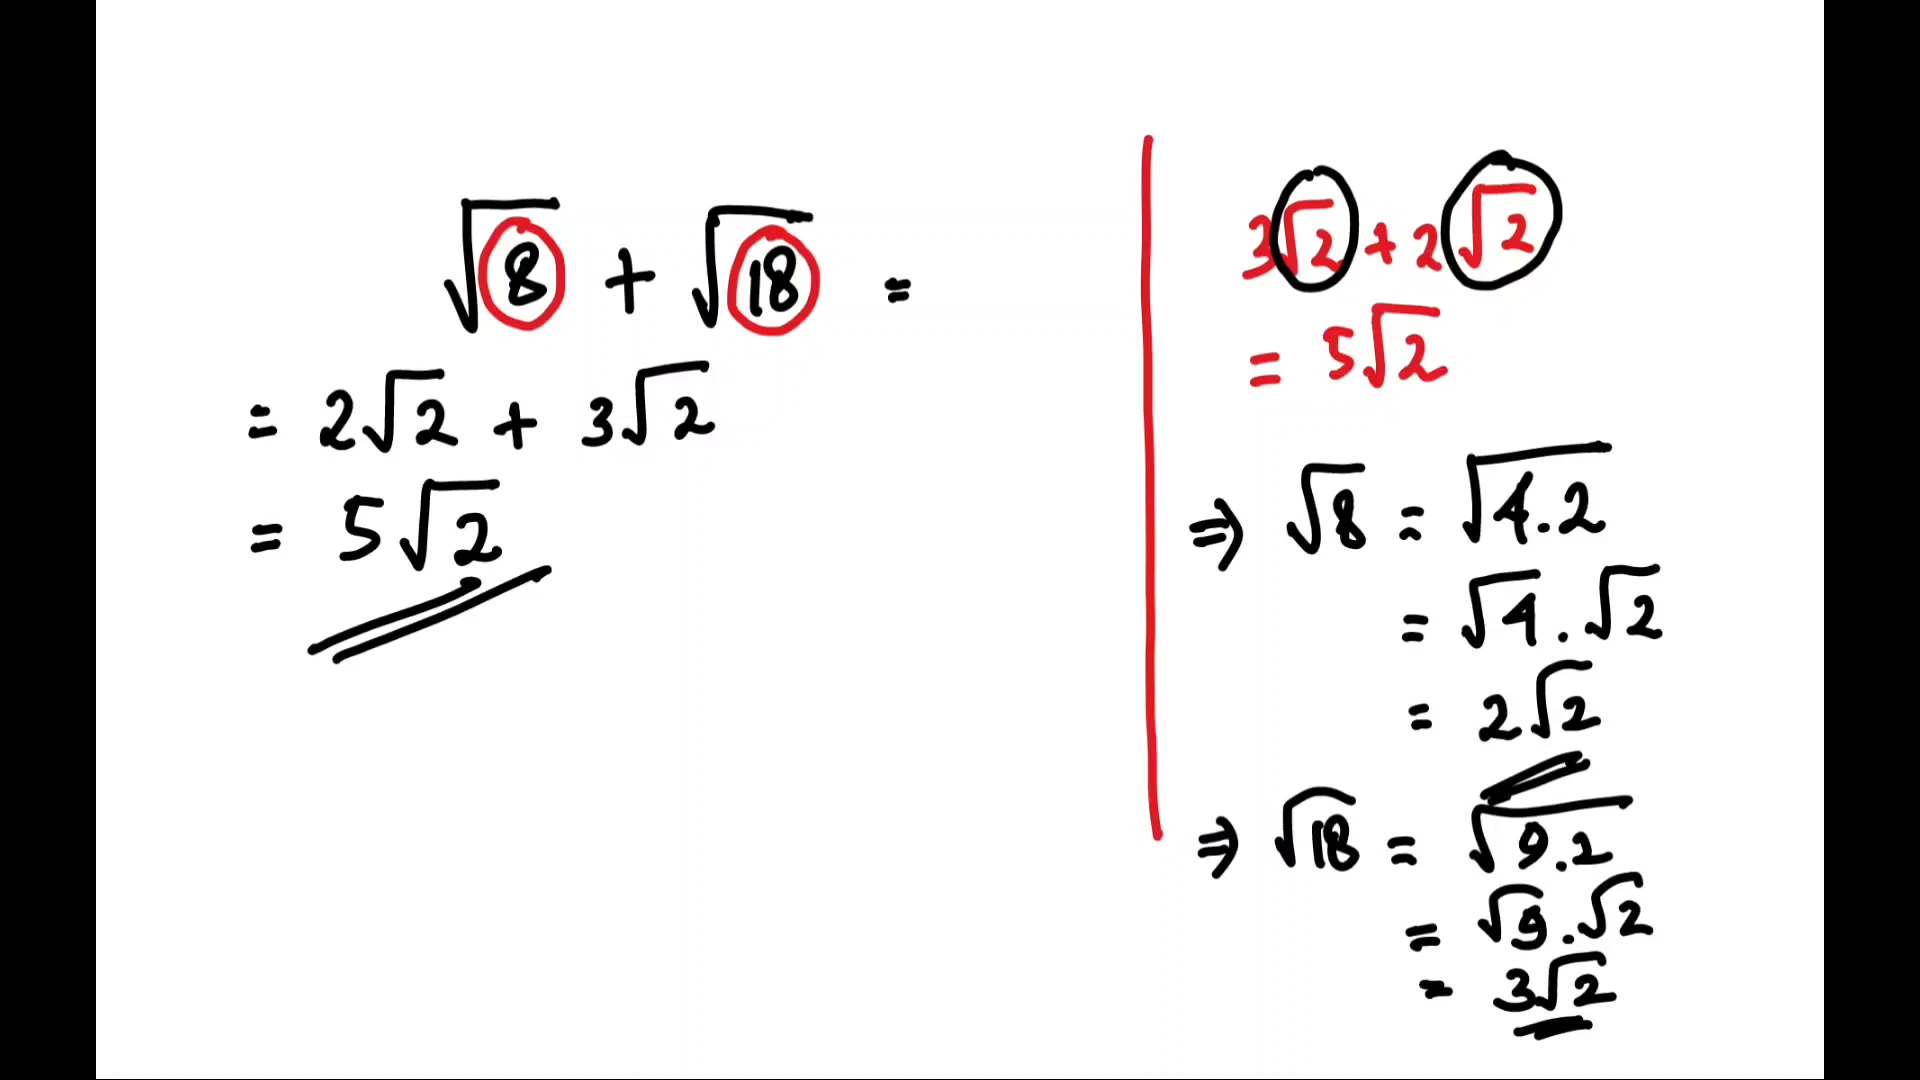 √8 + √18 =
= 2√2 + 3√2
= 5√2
3√2 + 2√2
= 5√2
⇒ √8 = √4.2
= √4 . √2
= 2√2
⇒ √18 = √9.2
= √9 . √2
= 3√2